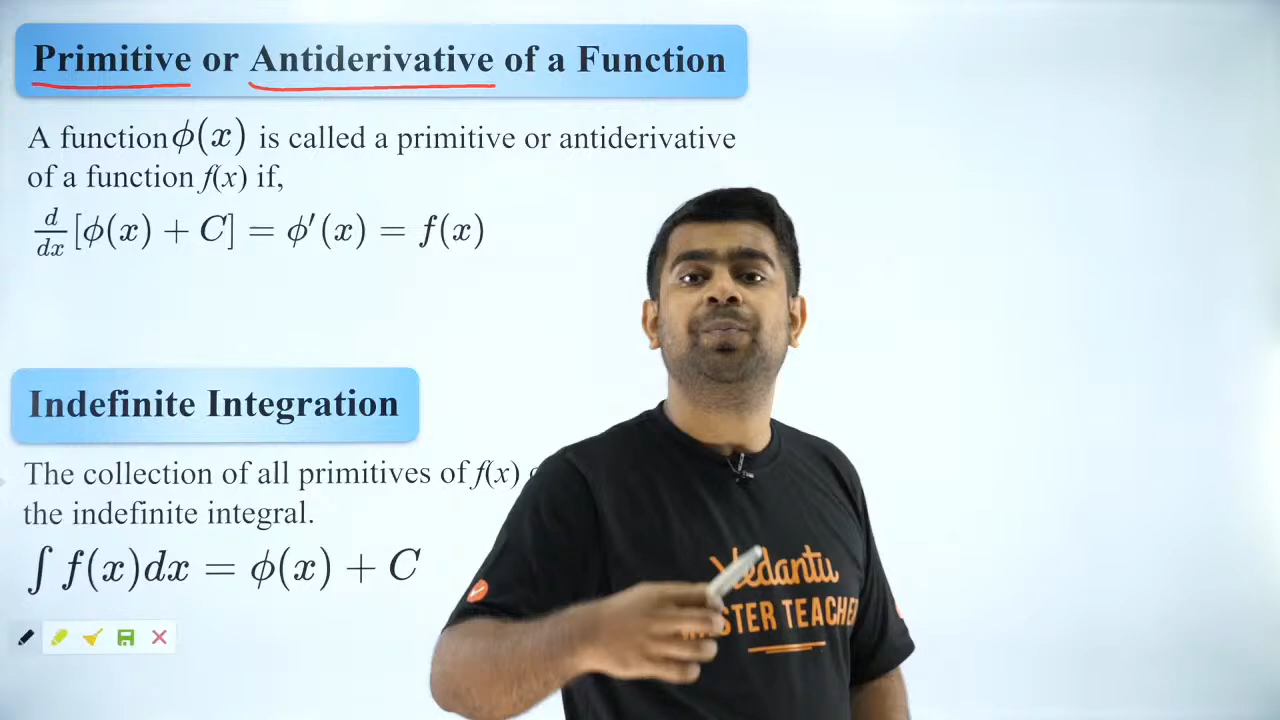 Primitive or Antiderivative of a Function
A function ϕ(x) is called a primitive or antiderivative
of a function f(x) if,
d/dx [ϕ(x) + C] = ϕ′(x) = f(x)
Indefinite Integration
The collection of all primitives of f(x)
the indefinite integral.
∫ f(x)dx = ϕ(x) + C
Vedantu
MASTER TEACHER